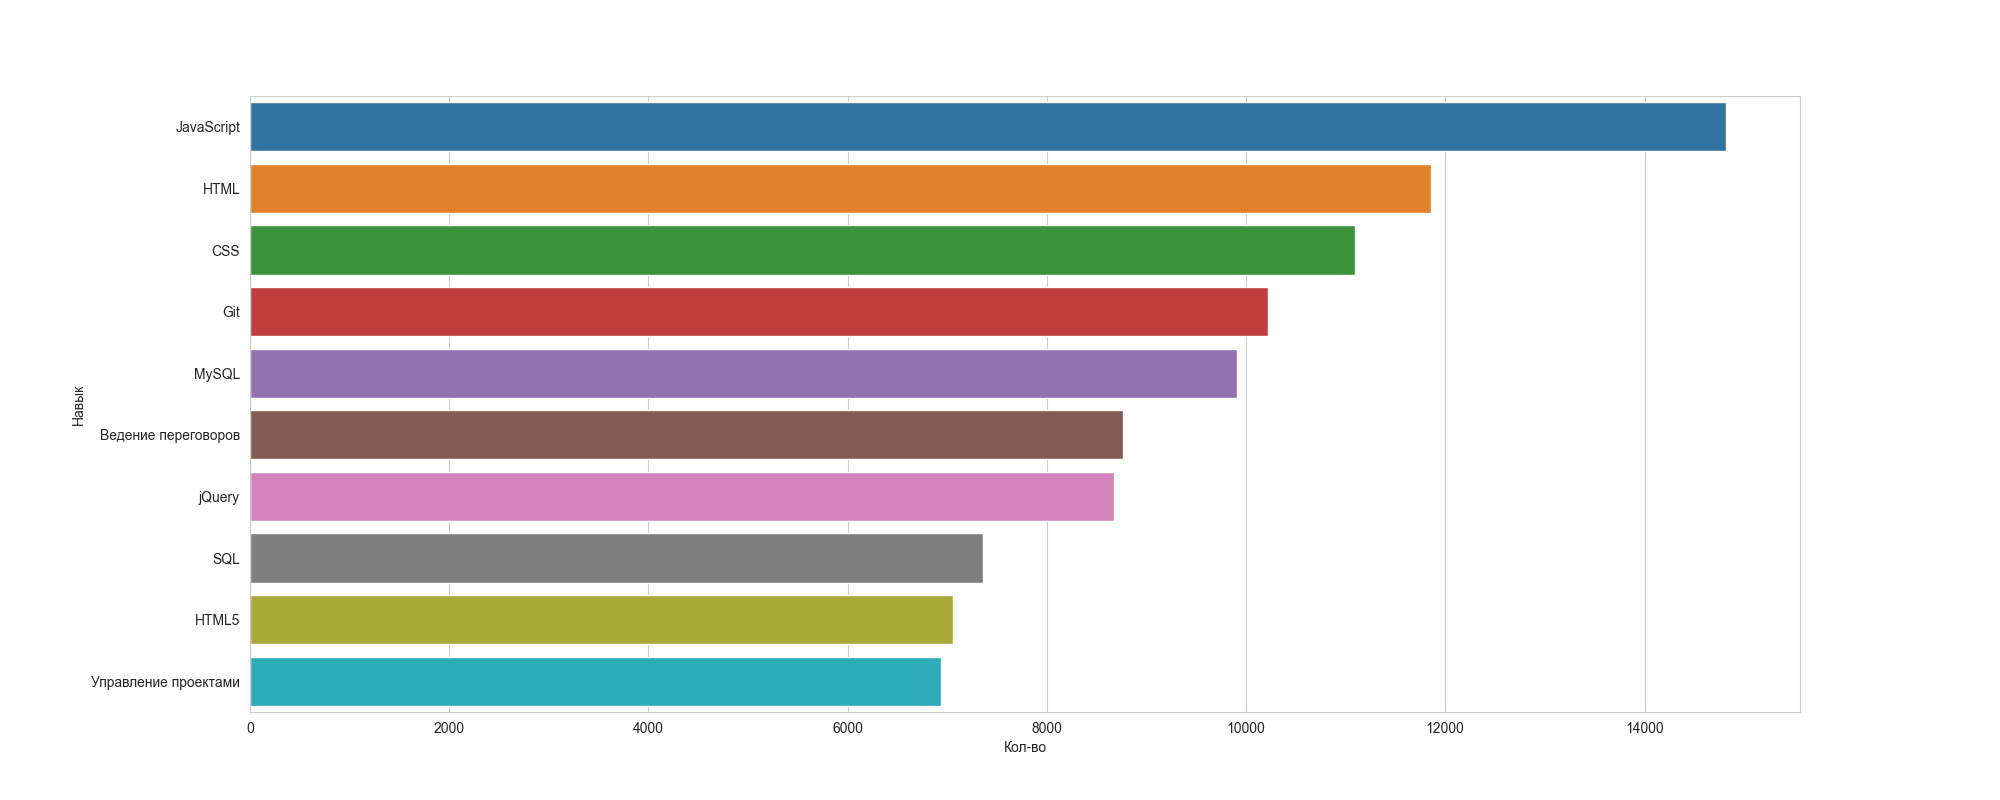 JavaScript
HTML
CSS
Git
MySQL
Ведение переговоров
jQuery
SQL
HTML5
Управление проектами
Навык
0 2000 4000 6000 8000 10000 12000 14000
Кол-во